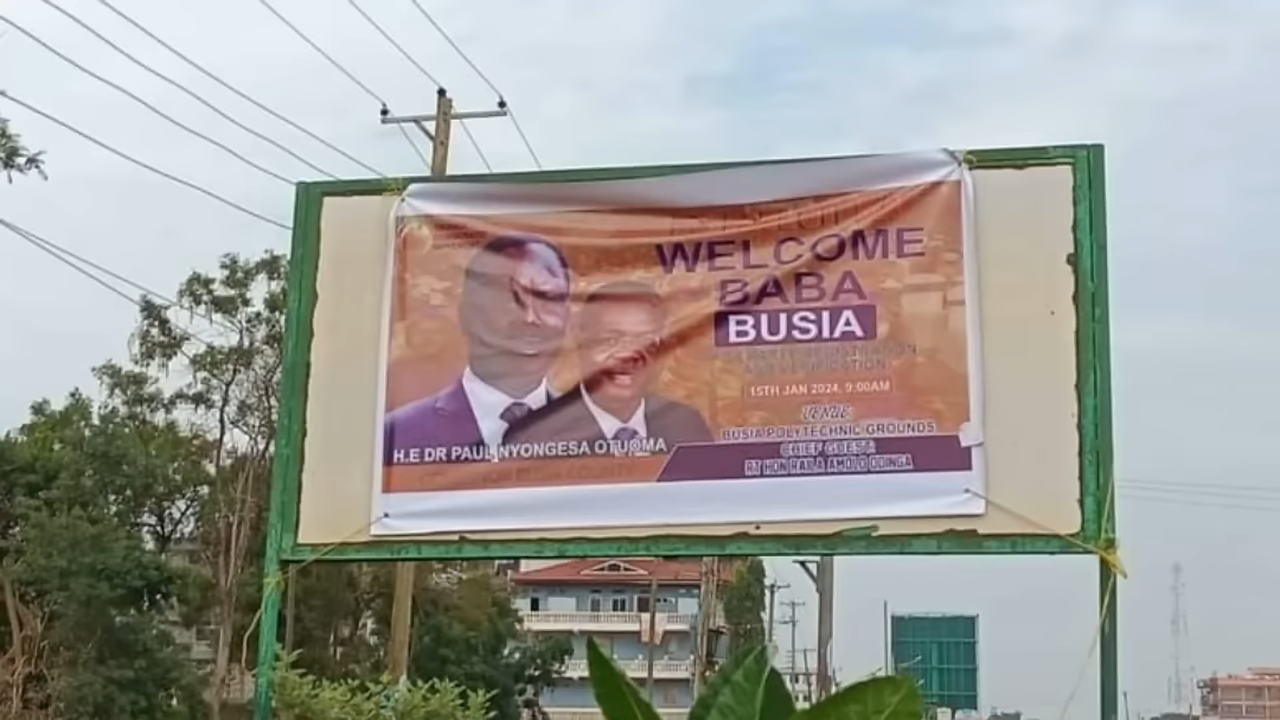 WELCOME
BABA
BUSIA
15TH JAN 2024, 9:00AM
VENUE:
BUSIA POLYTECHNIC GROUNDS
CHIEF GUEST:
RT HON RAILA AMOLO ODINGA
H.E DR PAUL NYONGESA OTUOMA